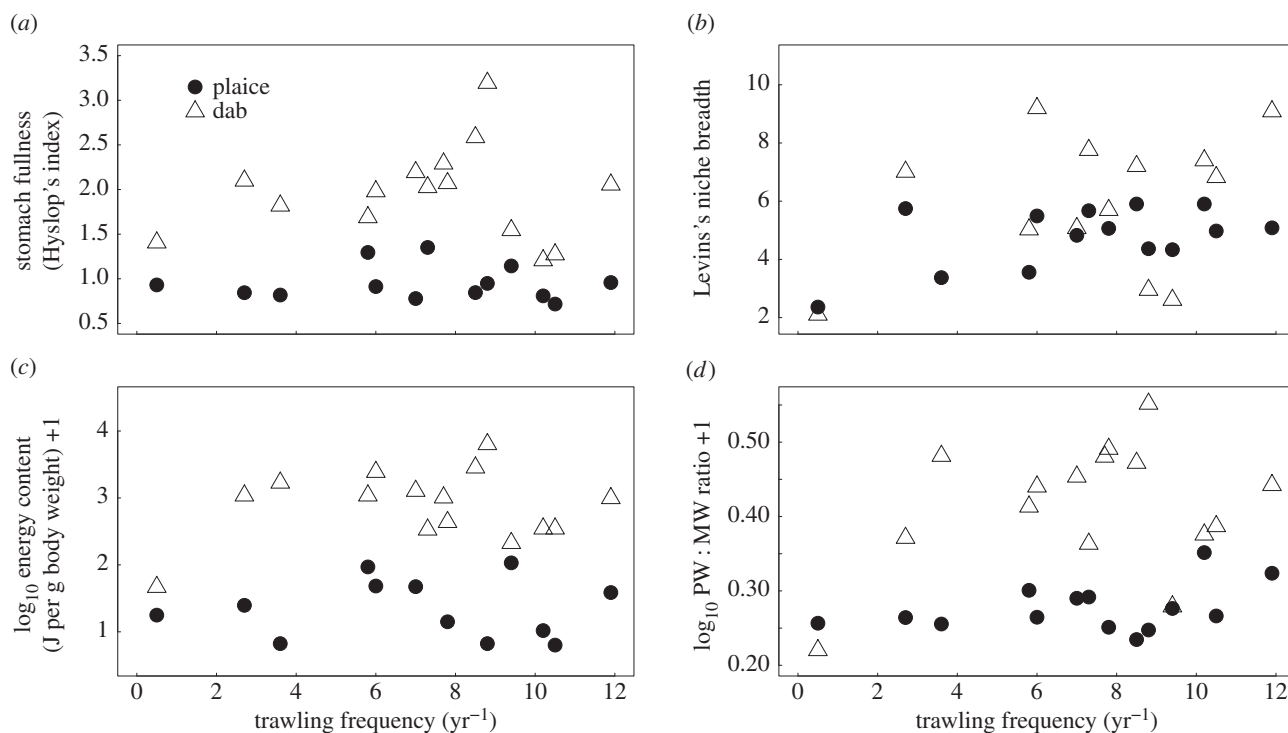 (a)
3.5
3.0
2.5
2.0
1.5
1.0
0.5
stomach fullness
(Hyslop's index)
plaice
dab
(b)
10
8
6
4
2
Levins's niche breadth
(c)
4
3
2
1
log10 energy content
(J per g body weight) +1
0 2 4 6 8 10 12
trawling frequency (yr−1)
(d)
0.50
0.40
0.30
0.20
log10 PW : MW ratio +1
0 2 4 6 8 10 12
trawling frequency (yr−1)